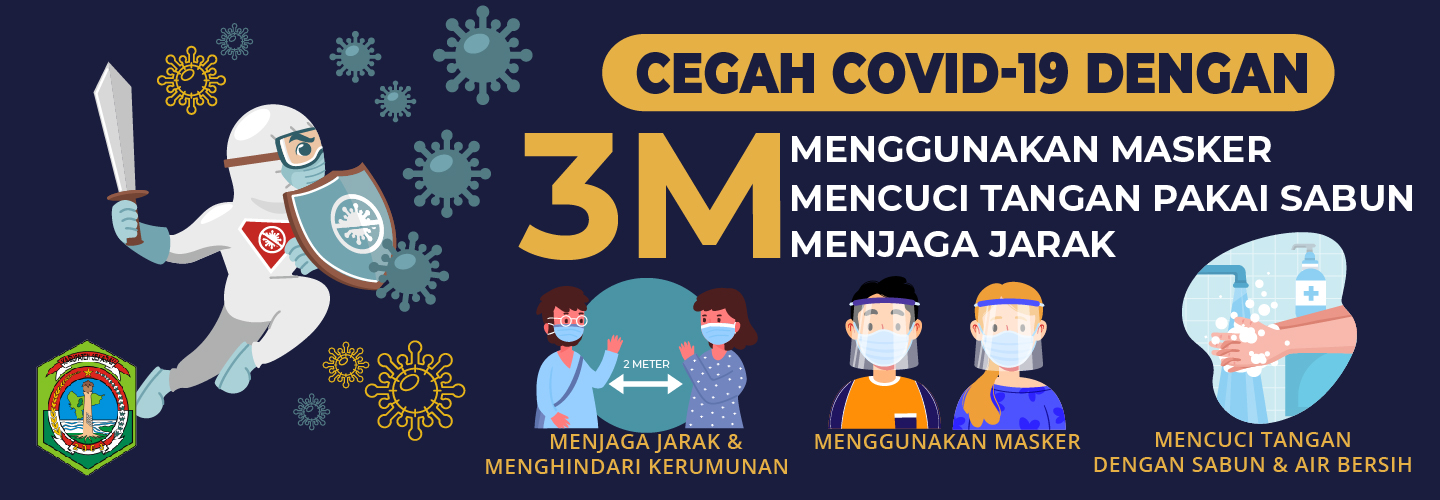 CEGAH COVID-19 DENGAN
3M
MENGGUNAKAN MASKER
MENCUCI TANGAN PAKAI SABUN
MENJAGA JARAK
2 METER
MENJAGA JARAK &
MENGHINDARI KERUMUNAN
MENGGUNAKAN MASKER
MENCUCI TANGAN
DENGAN SABUN & AIR BERSIH